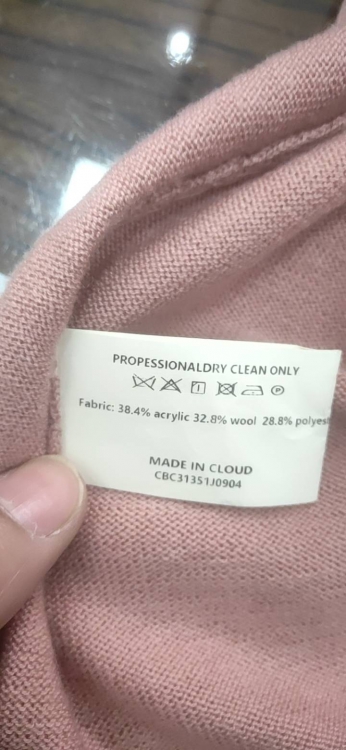 PROPESSIONALDRY CLEAN ONLY
Fabric: 38.4% acrylic 32.8% wool 28.8% polyest
MADE IN CLOUD
CBC31351J0904